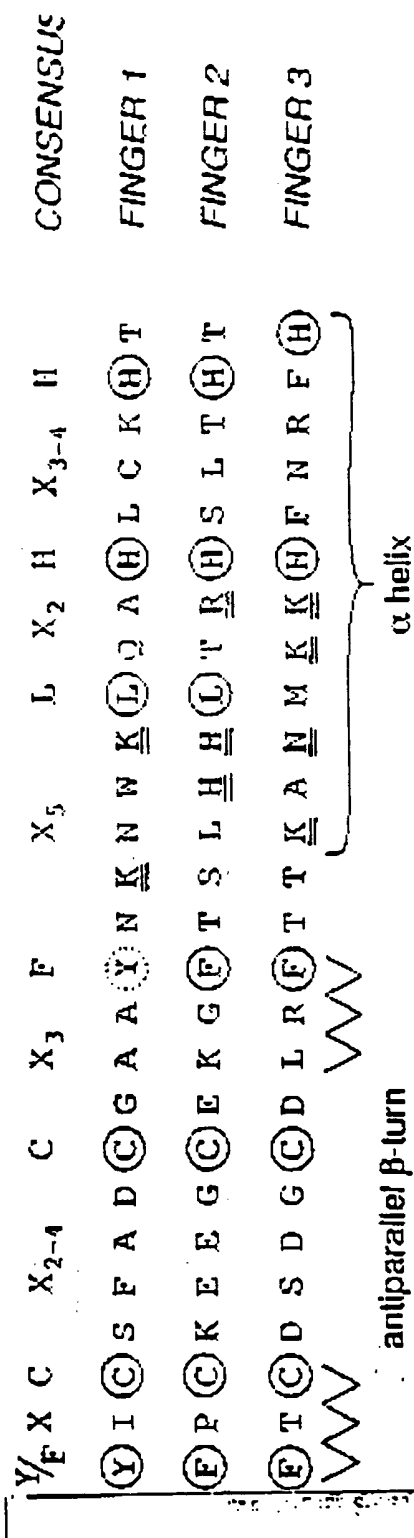 Y/F X C X₂₋₄ C X₃ F X₅ L X₂ H X₃₋₄ H CONSENSUS
Y I C S F A D C G A A Y N K N W K L Q A H L C K H T FINGER 1
F P C K E E G C E K G F T S L H H L T R H S L T H T FINGER 2
F T C D S D G C D L R F T T K A N M K K H F N R F H FINGER 3
antiparallel β-turn α helix